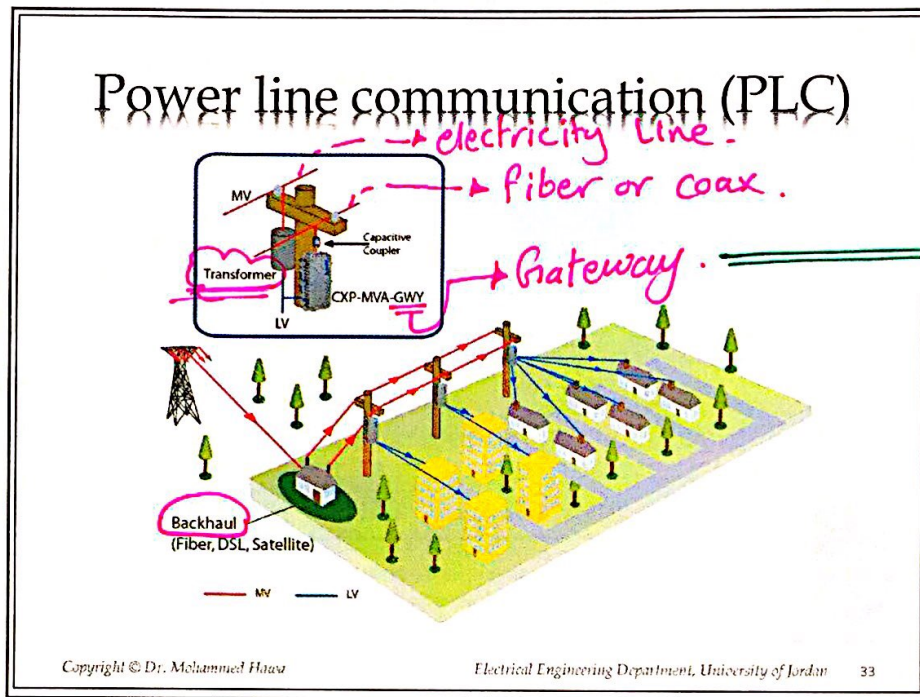 Power line communication (PLC)
electricity line.
MV
fiber or coax.
Capacitive
Coupler
Transformer
Gateway.
CXP-MVA-GWY
LV
Backhaul
(Fiber, DSL, Satellite)
MV LV
Copyright © Dr. Mohammed Hawa Electrical Engineering Department, University of Jordan 33